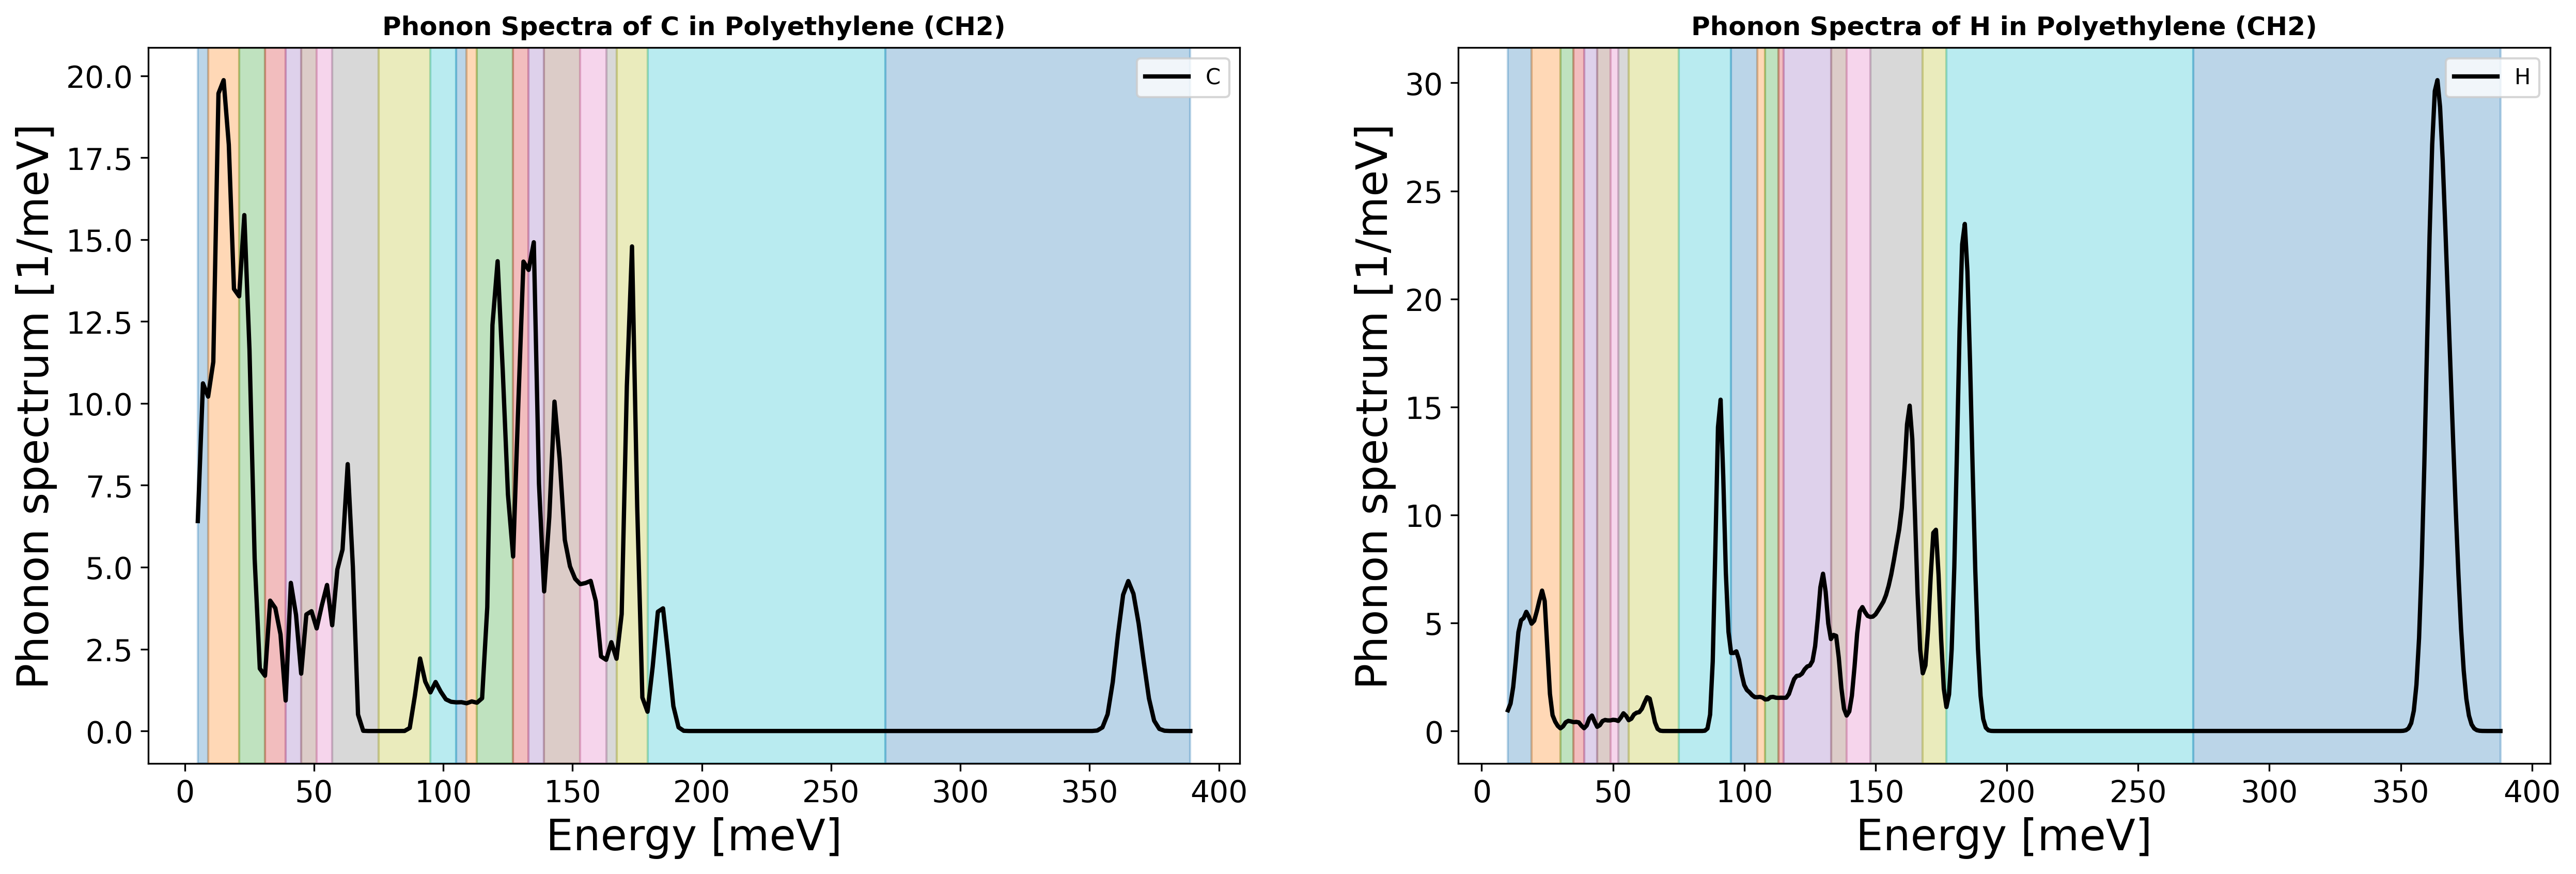 Phonon Spectra of C in Polyethylene (CH2)
Phonon spectrum [1/meV]
20.0
17.5
15.0
12.5
10.0
7.5
5.0
2.5
0.0
C
0 50 100 150 200 250 300 350 400
Energy [meV]
Phonon Spectra of H in Polyethylene (CH2)
Phonon spectrum [1/meV]
30
25
20
15
10
5
0
H
0 50 100 150 200 250 300 350 400
Energy [meV]